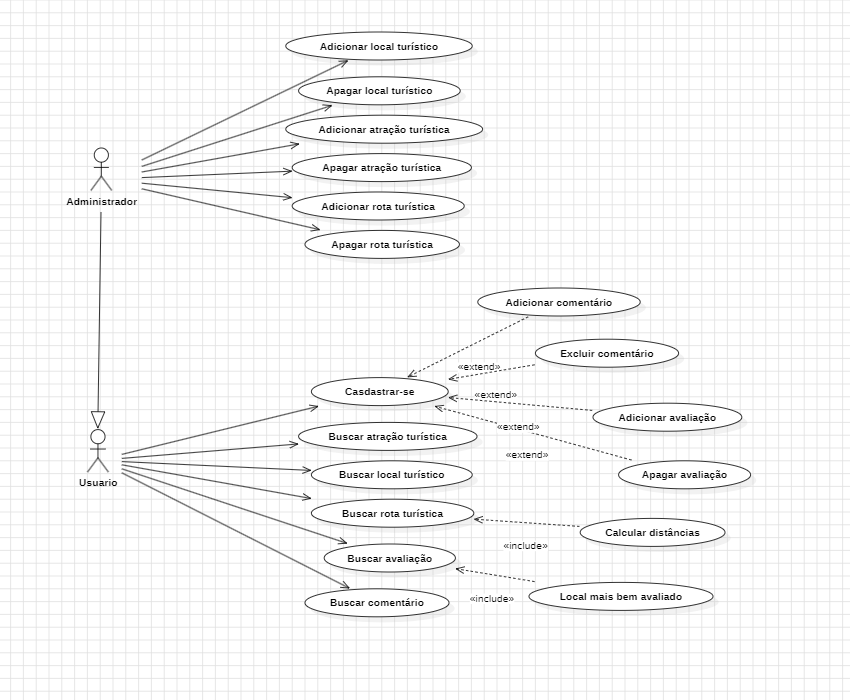 Adicionar local turístico
Apagar local turístico
Adicionar atração turística
Apagar atração turística
Administrador
Adicionar rota turística
Apagar rota turística
Adicionar comentário
Excluir comentário
«extend»
Casdastrar-se
«extend»
Adicionar avaliação
«extend»
Buscar atração turística
«extend»
Buscar local turístico
Apagar avaliação
Usuario
Buscar rota turística
Calcular distâncias
«include»
Buscar avaliação
Local mais bem avaliado
«include»
Buscar comentário